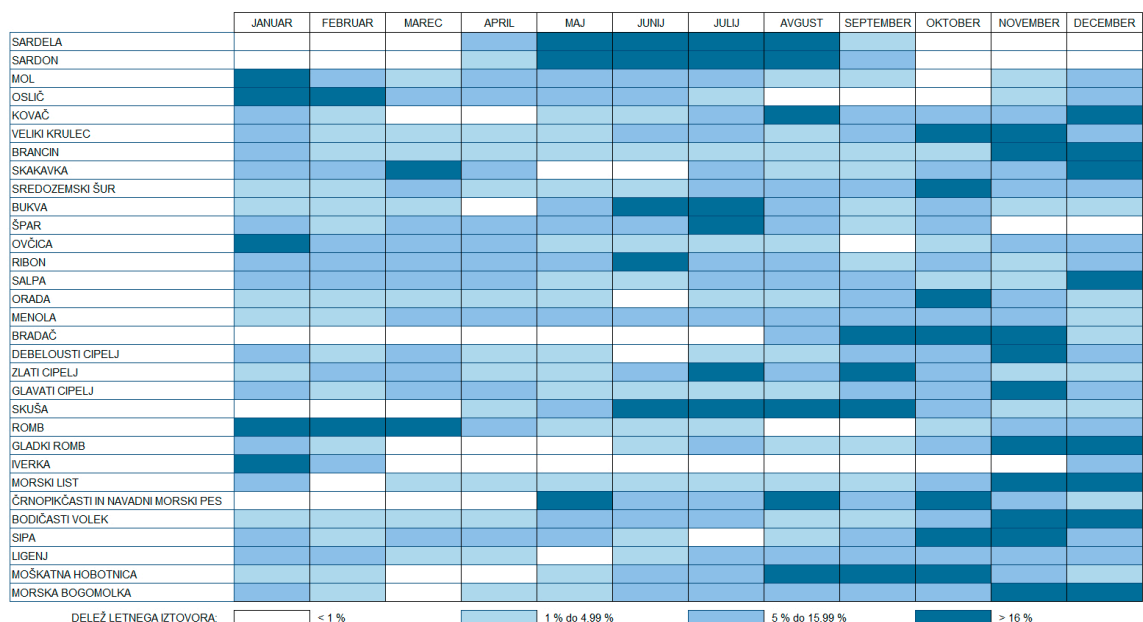 JANUAR FEBRUAR MAREC APRIL MAJ JUNIJ JULIJ AVGUST SEPTEMBER OKTOBER NOVEMBER DECEMBER
SARDELA
SARDON
MOL
OSLIČ
KOVAČ
VELIKI KRULEC
BRANCIN
SKAKAVKA
SREDOZEMSKI ŠUR
BUKVA
ŠPAR
OVČICA
RIBON
SALPA
ORADA
MENOLA
BRADAČ
DEBELOUSTI CIPELJ
ZLATI CIPELJ
GLAVATI CIPELJ
SKUŠA
ROMB
GLADKI ROMB
IVERKA
MORSKI LIST
ČRNOPIKČASTI IN NAVADNI MORSKI PES
BODIČASTI VOLEK
SIPA
LIGENJ
MOŠKATNA HOBOTNICA
MORSKA BOGOMOLKA
DELEŽ LETNEGA IZTOVORA: < 1 % 1 % do 4.99 % 5 % do 15.99 % > 16 %